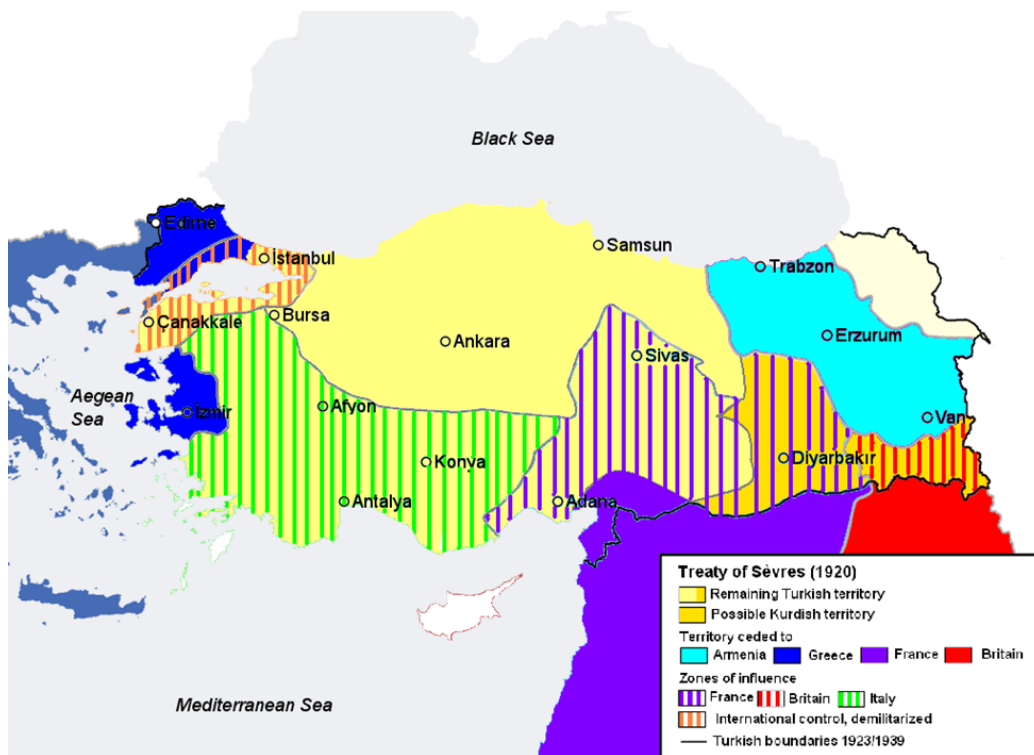 Black Sea
Edirne
İstanbul
Samsun
Trabzon
Çanakkale
Bursa
Ankara
Erzurum
Sivas
Aegean
Sea
İzmir
Afyon
Van
Konya
Diyarbakır
Antalya
Adana
Mediterranean Sea
Treaty of Sèvres (1920)
Remaining Turkish territory
Possible Kurdish territory
Territory ceded to
Armenia Greece France Britain
Zones of influence
France Britain Italy
International control, demilitarized
Turkish boundaries 1923/1939